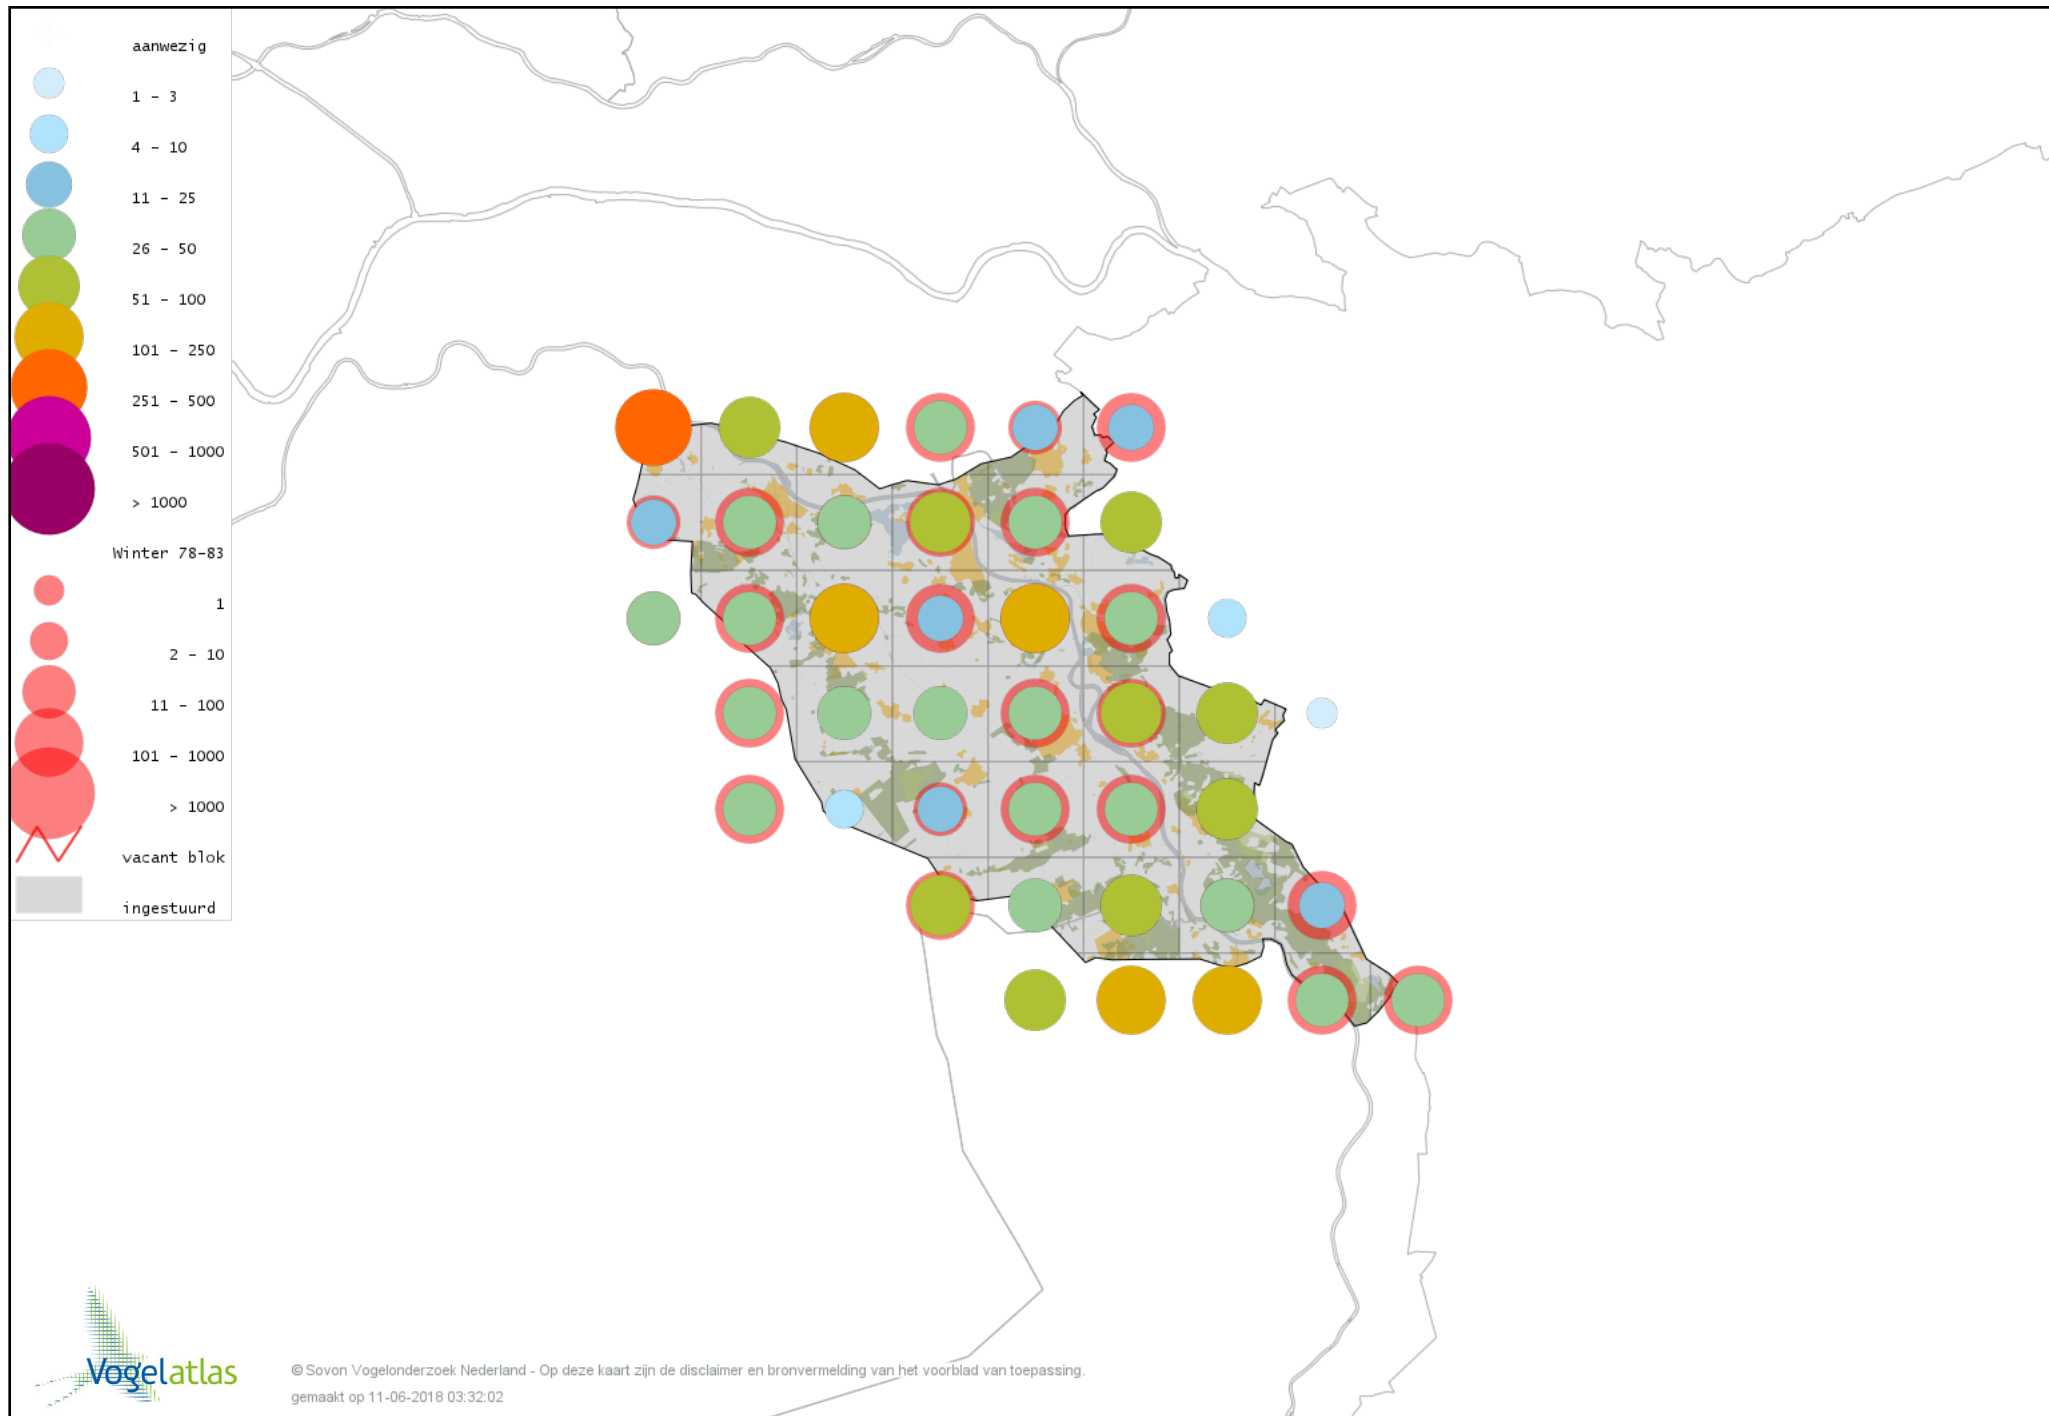 aanwezig
1 - 3
4 - 10
11 - 25
26 - 50
51 - 100
101 - 250
251 - 500
501 - 1000
> 1000
Winter 78-83
1
2 - 10
11 - 100
101 - 1000
> 1000
vacant blok
ingestuurd
Vogelatlas
© Sovon Vogelonderzoek Nederland - Op deze kaart zijn de disclaimer en bronvermelding van het voorblad van toepassing.
gemaakt op 11-06-2018 03:32:02